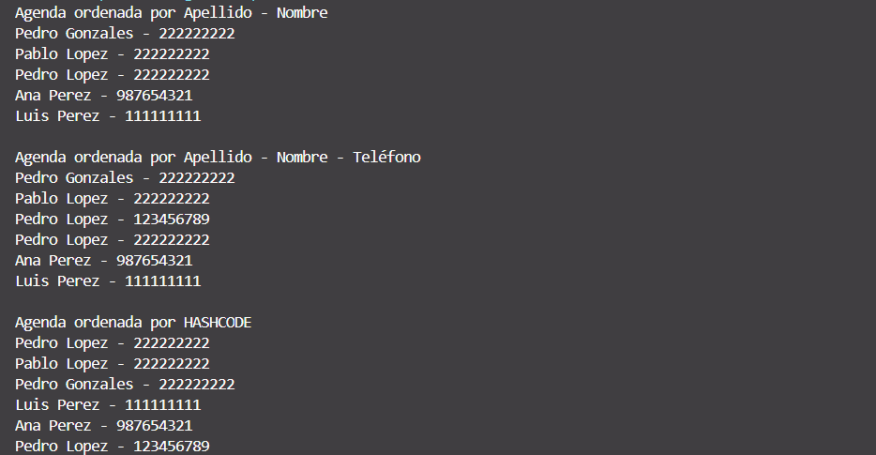 Agenda ordenada por Apellido - Nombre
Pedro Gonzales - 222222222
Pablo Lopez - 222222222
Pedro Lopez - 222222222
Ana Perez - 987654321
Luis Perez - 111111111
Agenda ordenada por Apellido - Nombre - Teléfono
Pedro Gonzales - 222222222
Pablo Lopez - 222222222
Pedro Lopez - 123456789
Pedro Lopez - 222222222
Ana Perez - 987654321
Luis Perez - 111111111
Agenda ordenada por HASHCODE
Pedro Lopez - 222222222
Pablo Lopez - 222222222
Pedro Gonzales - 222222222
Luis Perez - 111111111
Ana Perez - 987654321
Pedro Lopez - 123456789